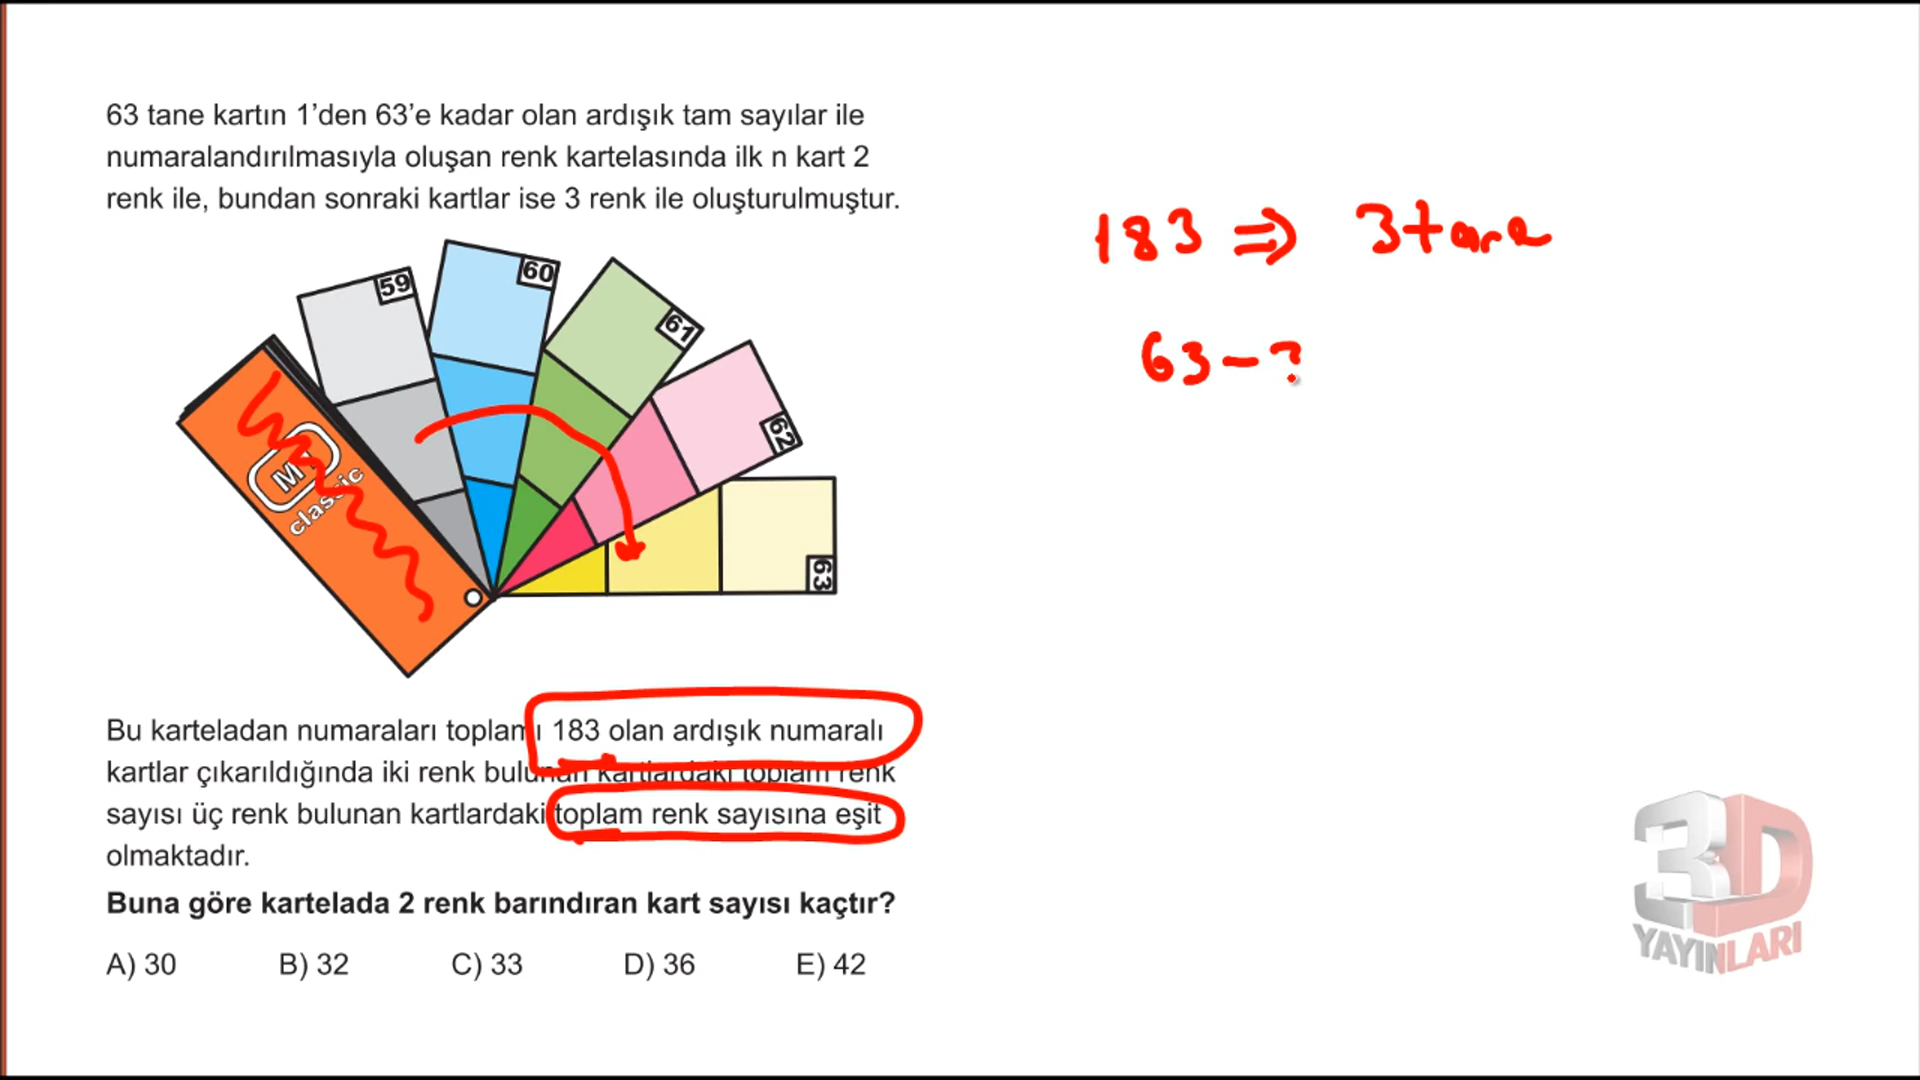 63 tane kartın 1’den 63’e kadar olan ardışık tam sayılar ile
numaralandırılmasıyla oluşan renk kartelasında ilk n kart 2
renk ile, bundan sonraki kartlar ise 3 renk ile oluşturulmuştur.
183 ⇒ 3 tane
63 - ?
59
60
61
62
63
classic
Bu karteladan numaraları toplamı 183 olan ardışık numaralı
kartlar çıkarıldığında iki renk bulunan kartlardaki toplam renk
sayısı üç renk bulunan kartlardaki toplam renk sayısına eşit
olmaktadır.
Buna göre kartelada 2 renk barındıran kart sayısı kaçtır?
A) 30 B) 32 C) 33 D) 36 E) 42
3D
YAYINLARI